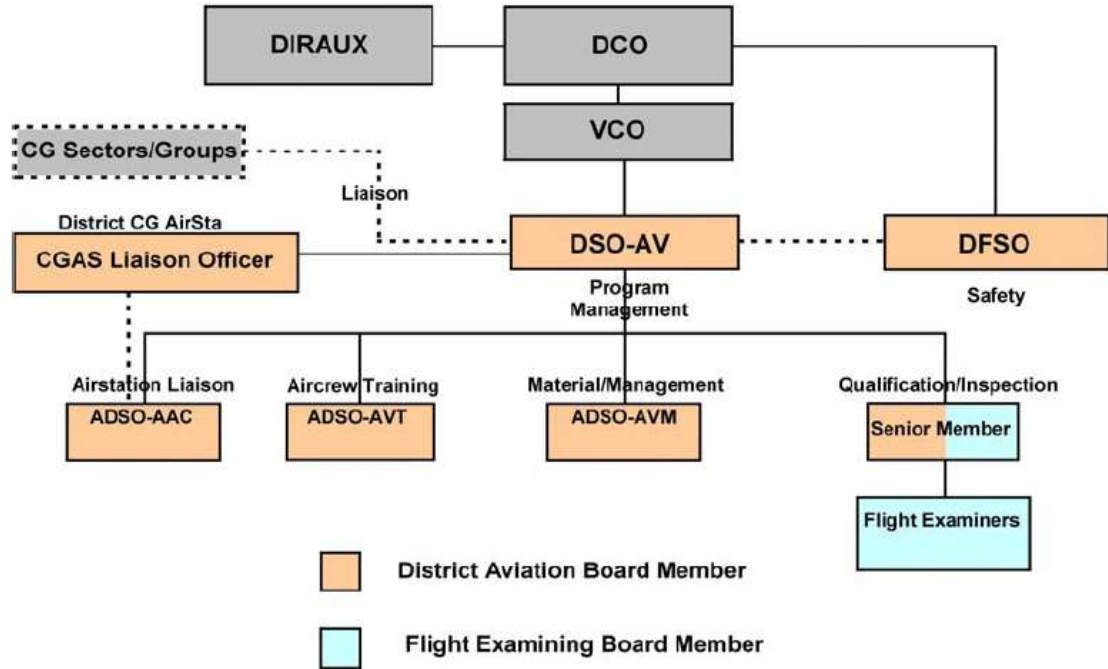 DIRAUX
DCO
VCO
CG Sectors/Groups
Liaison
District CG AirSta
CGAS Liaison Officer
DSO-AV
DFSO
Program
Management
Safety
Airstation Liaison
Aircrew Training
Material/Management
Qualification/Inspection
ADSO-AAC
ADSO-AVT
ADSO-AVM
Senior Member
Flight Examiners
District Aviation Board Member
Flight Examining Board Member